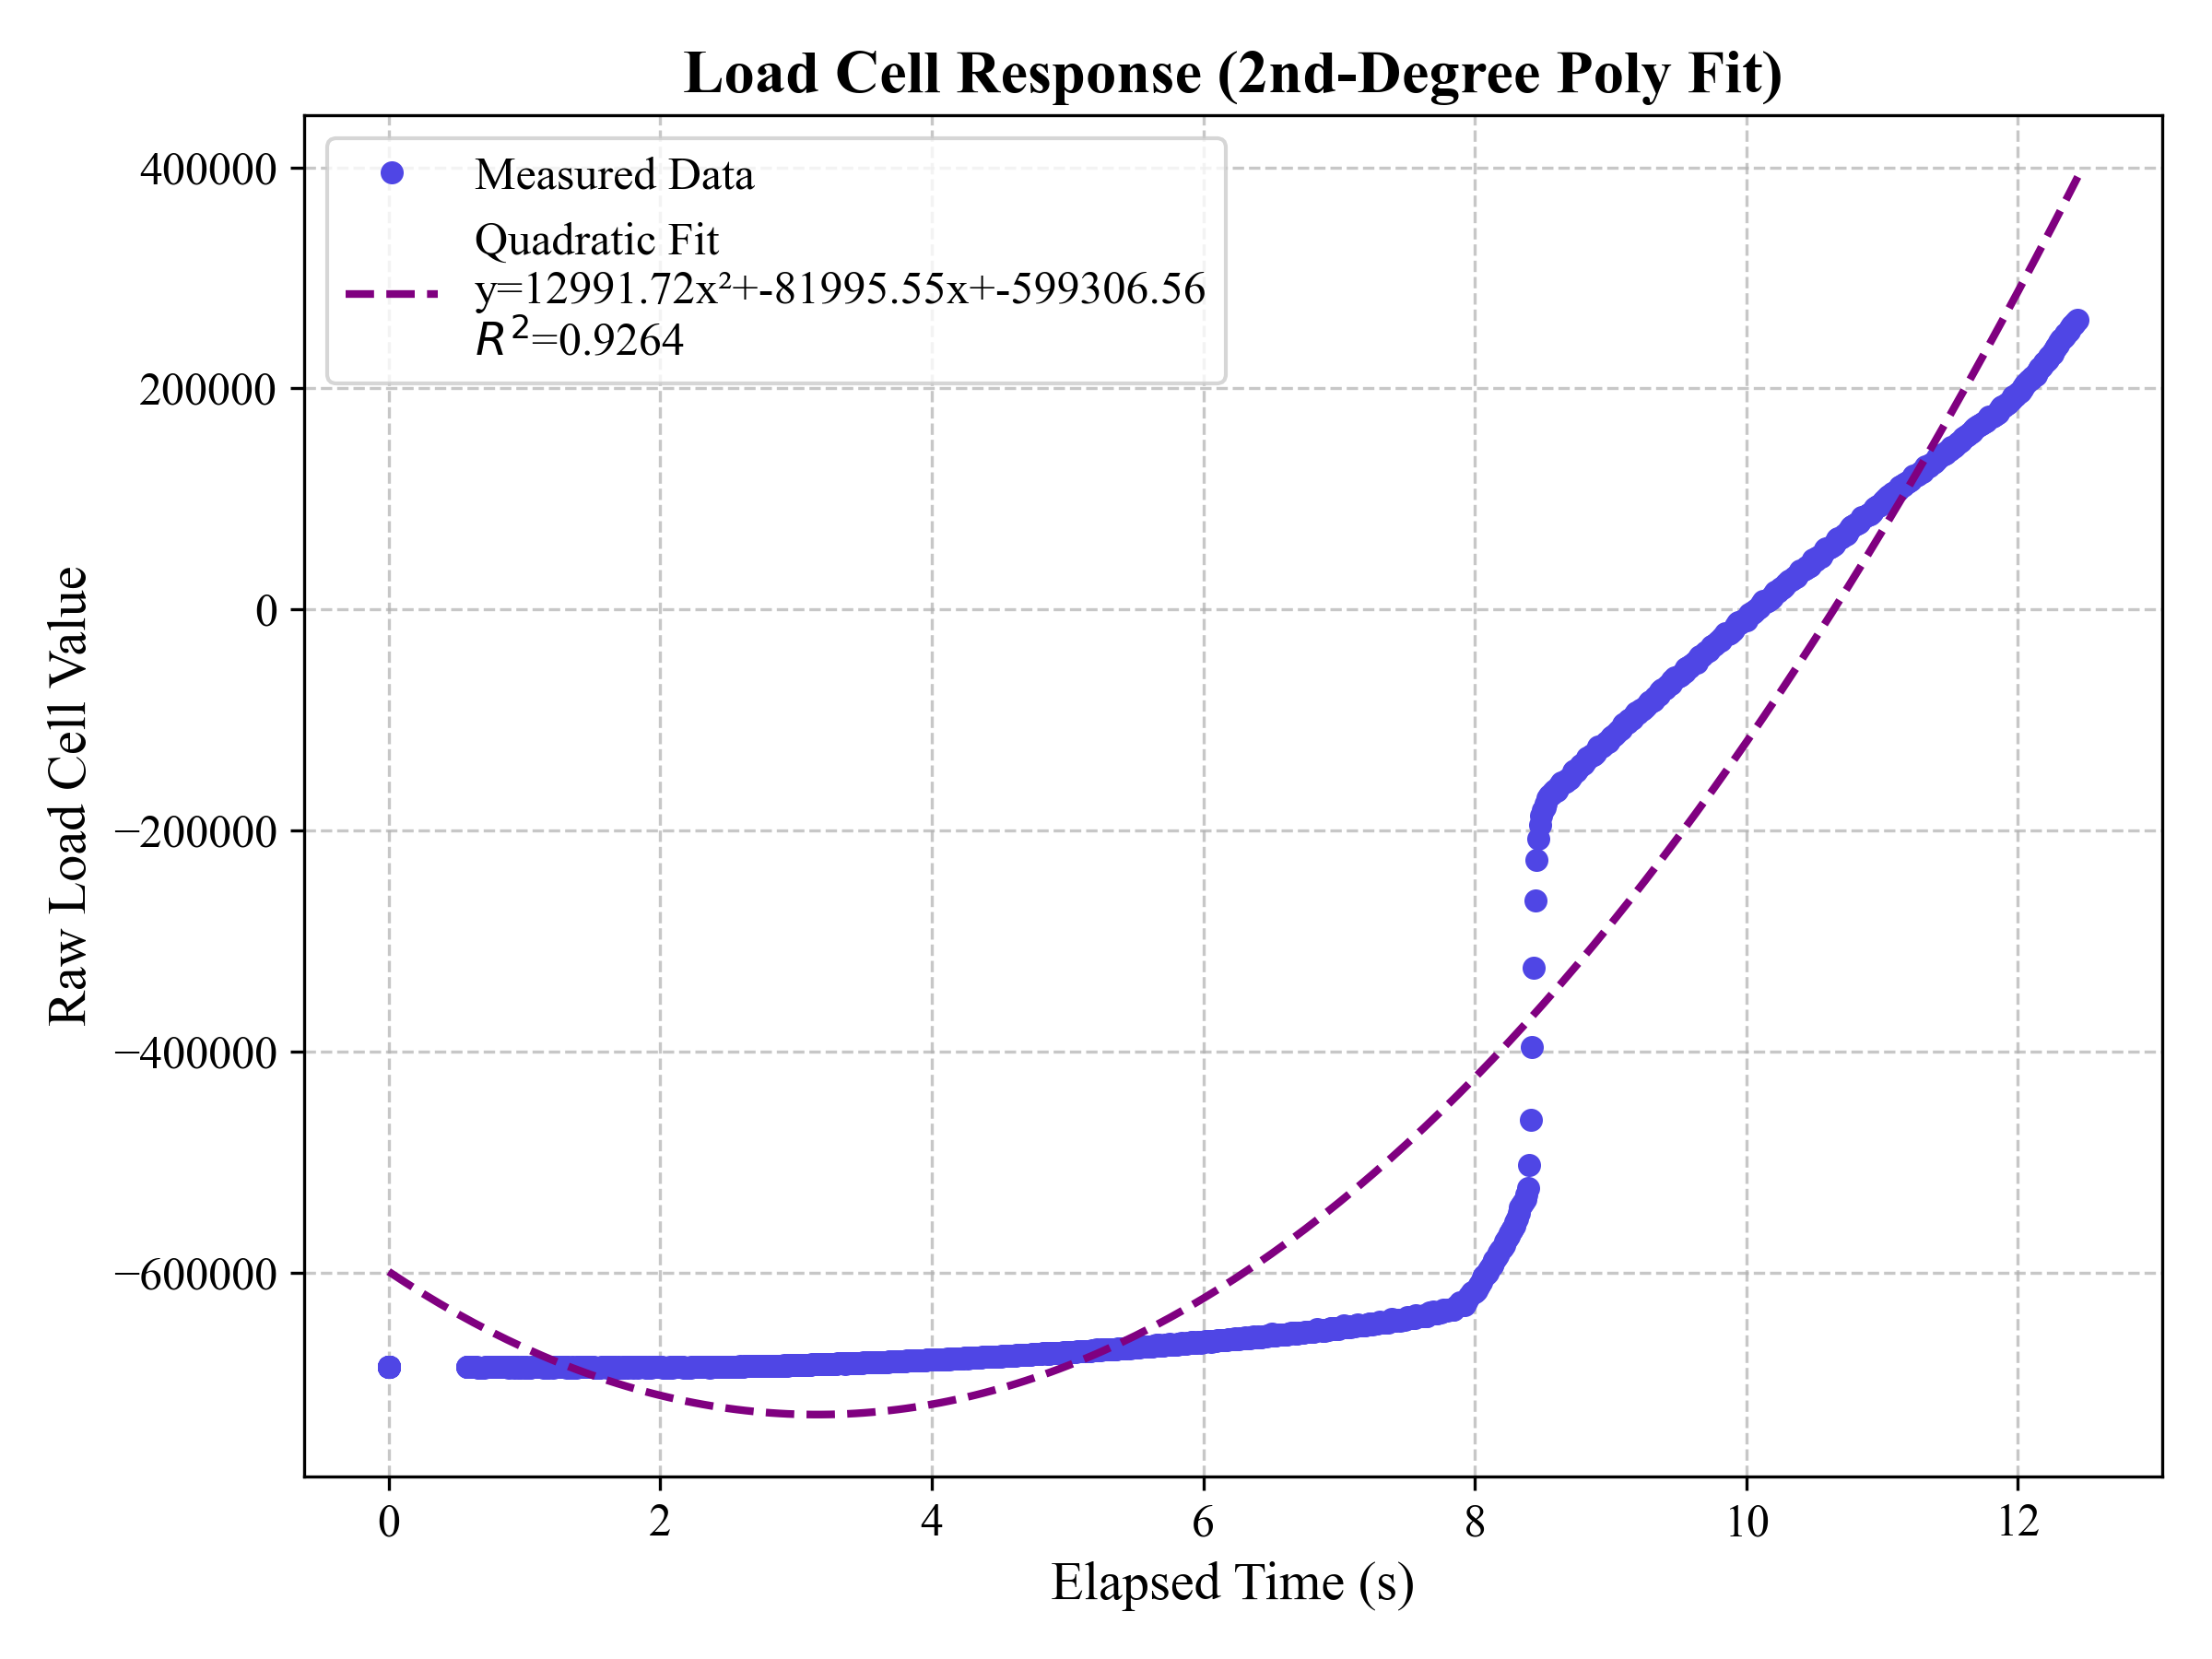 Load Cell Response (2nd-Degree Poly Fit)
Measured Data
Quadratic Fit
y=12991.72x²+-81995.55x+-599306.56
R²=0.9264
400000
200000
0
−200000
−400000
−600000
Raw Load Cell Value
0 2 4 6 8 10 12
Elapsed Time (s)